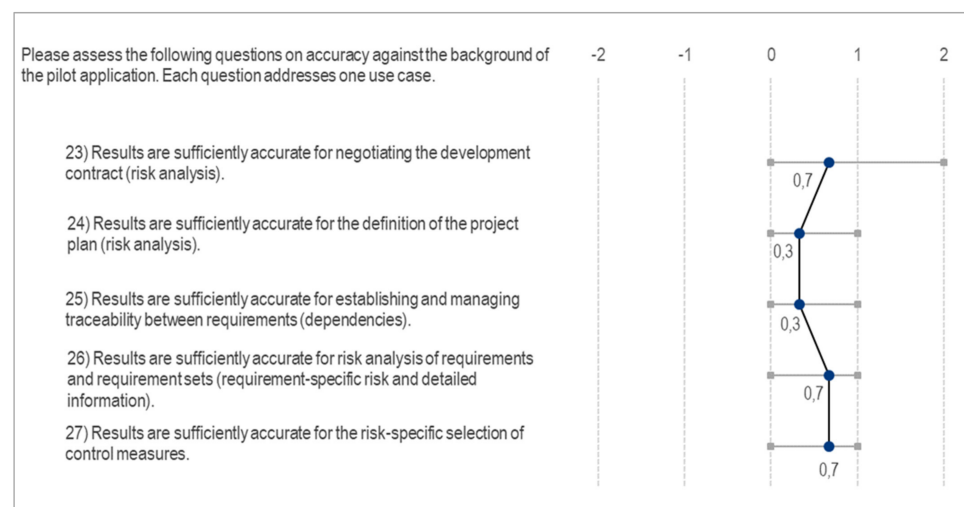 Please assess the following questions on accuracy against the background of
the pilot application. Each question addresses one use case.
-2 -1 0 1 2
23) Results are sufficiently accurate for negotiating the development
contract (risk analysis).
0,7
24) Results are sufficiently accurate for the definition of the project
plan (risk analysis).
0,3
25) Results are sufficiently accurate for establishing and managing
traceability between requirements (dependencies).
0,3
26) Results are sufficiently accurate for risk analysis of requirements
and requirement sets (requirement-specific risk and detailed
information).
0,7
27) Results are sufficiently accurate for the risk-specific selection of
control measures.
0,7